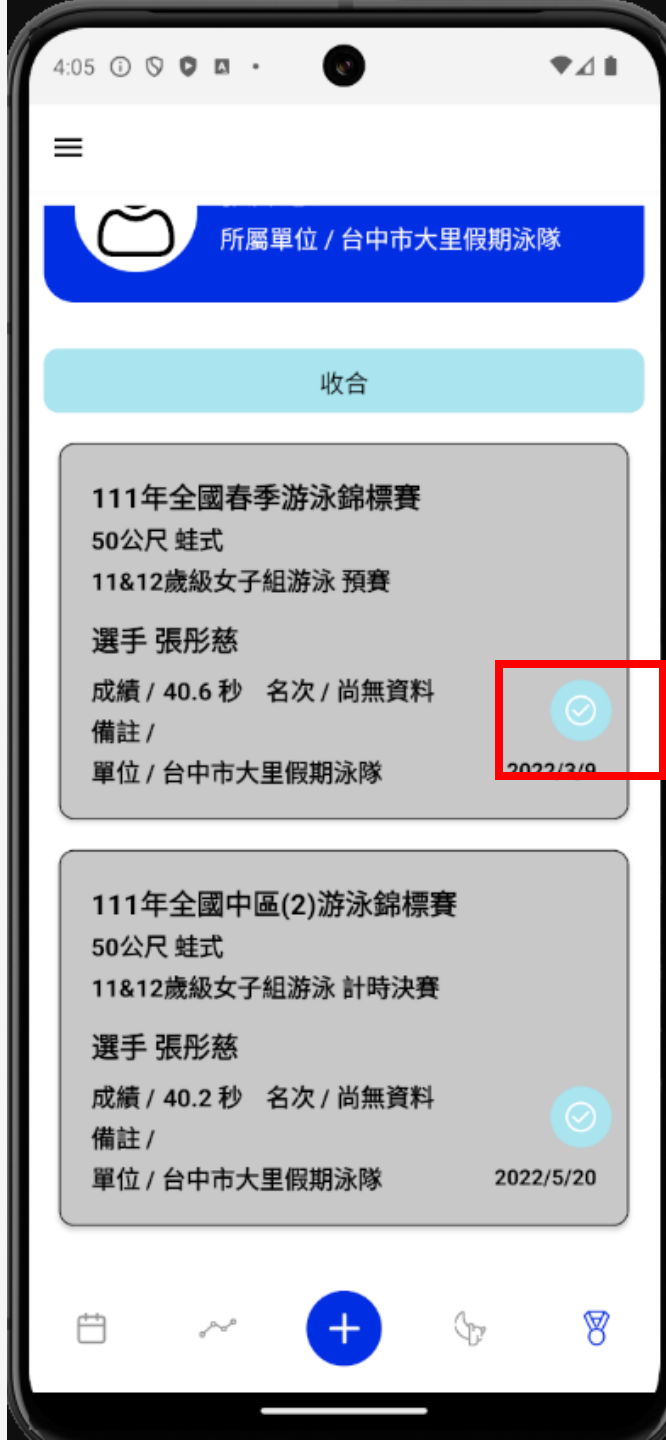 4:05
所屬單位 / 台中市大里假期泳隊
收合
111年全國春季游泳錦標賽
50公尺 蛙式
11&12歲級女子組游泳 預賽
選手 張彤慈
成績 / 40.6 秒 名次 / 尚無資料
備註 /
單位 / 台中市大里假期泳隊 2022/3/9
111年全國中區(2)游泳錦標賽
50公尺 蛙式
11&12歲級女子組游泳 計時決賽
選手 張彤慈
成績 / 40.2 秒 名次 / 尚無資料
備註 /
單位 / 台中市大里假期泳隊 2022/5/20